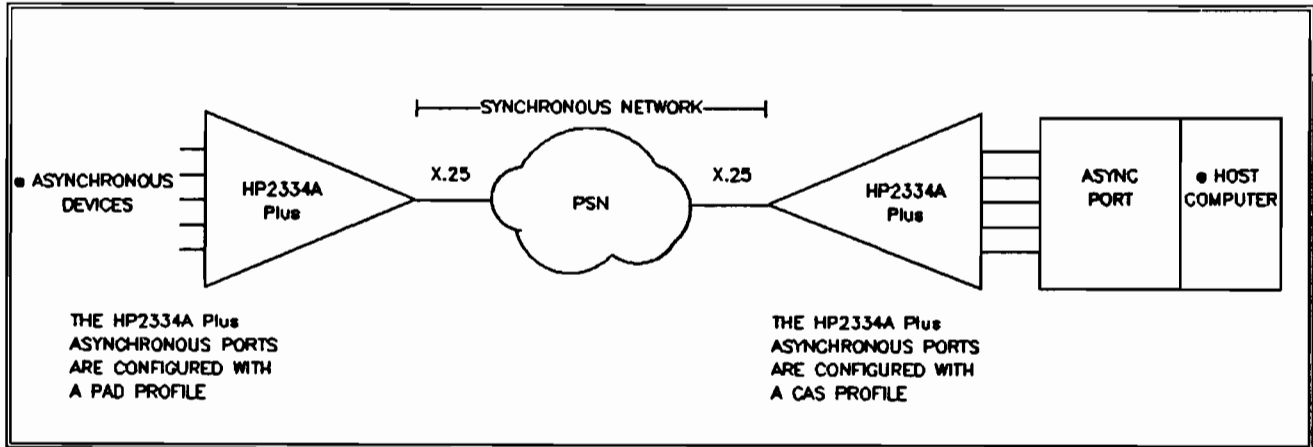 SYNCHRONOUS NETWORK
● ASYNCHRONOUS
DEVICES
HP2334A
Plus
X.25
PSN
X.25
HP2334A
Plus
ASYNC
PORT
● HOST
COMPUTER
THE HP2334A Plus
ASYNCHRONOUS PORTS
ARE CONFIGURED WITH
A PAD PROFILE
THE HP2334A Plus
ASYNCHRONOUS PORTS
ARE CONFIGURED WITH
A CAS PROFILE